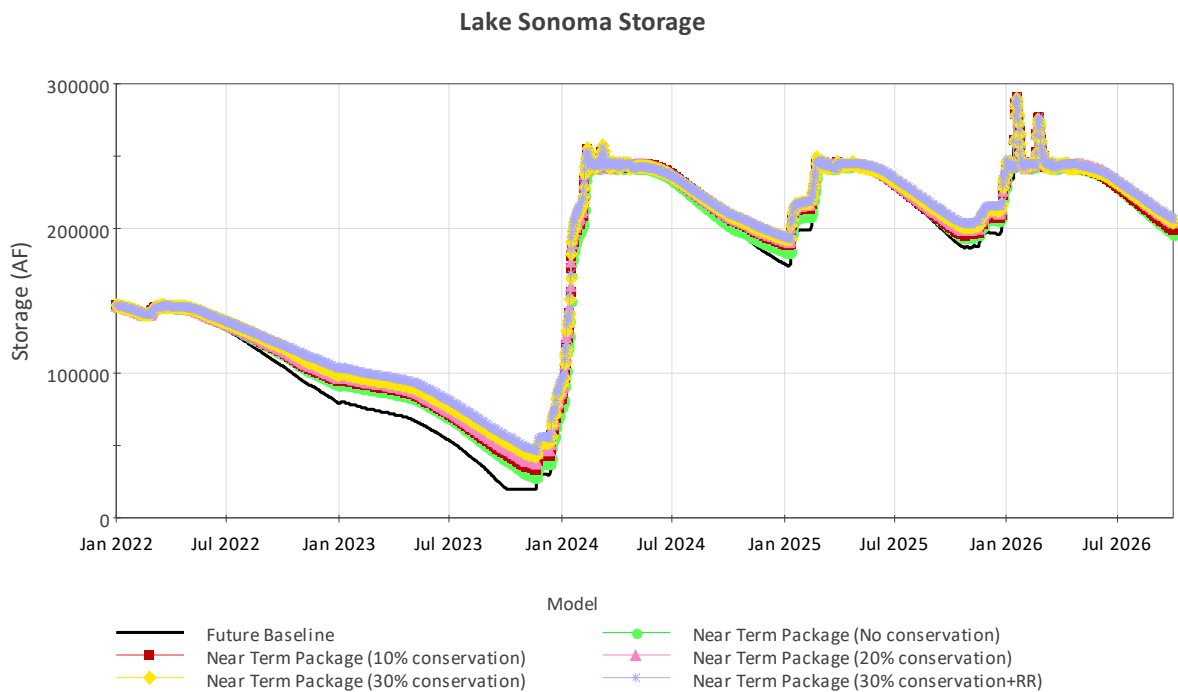 Lake Sonoma Storage
300000
200000
100000
0
Storage (AF)
Jan 2022 Jul 2022 Jan 2023 Jul 2023 Jan 2024 Jul 2024 Jan 2025 Jul 2025 Jan 2026 Jul 2026
Model
Future Baseline Near Term Package (No conservation)
Near Term Package (10% conservation) Near Term Package (20% conservation)
Near Term Package (30% conservation) Near Term Package (30% conservation+RR)